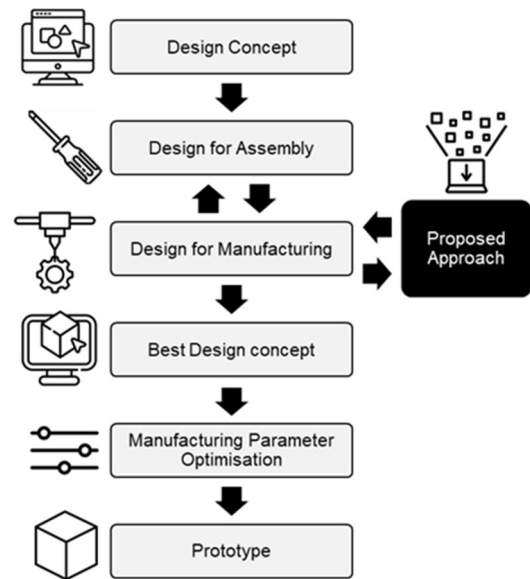 Design Concept
Design for Assembly
Design for Manufacturing
Proposed
Approach
Best Design concept
Manufacturing Parameter
Optimisation
Prototype